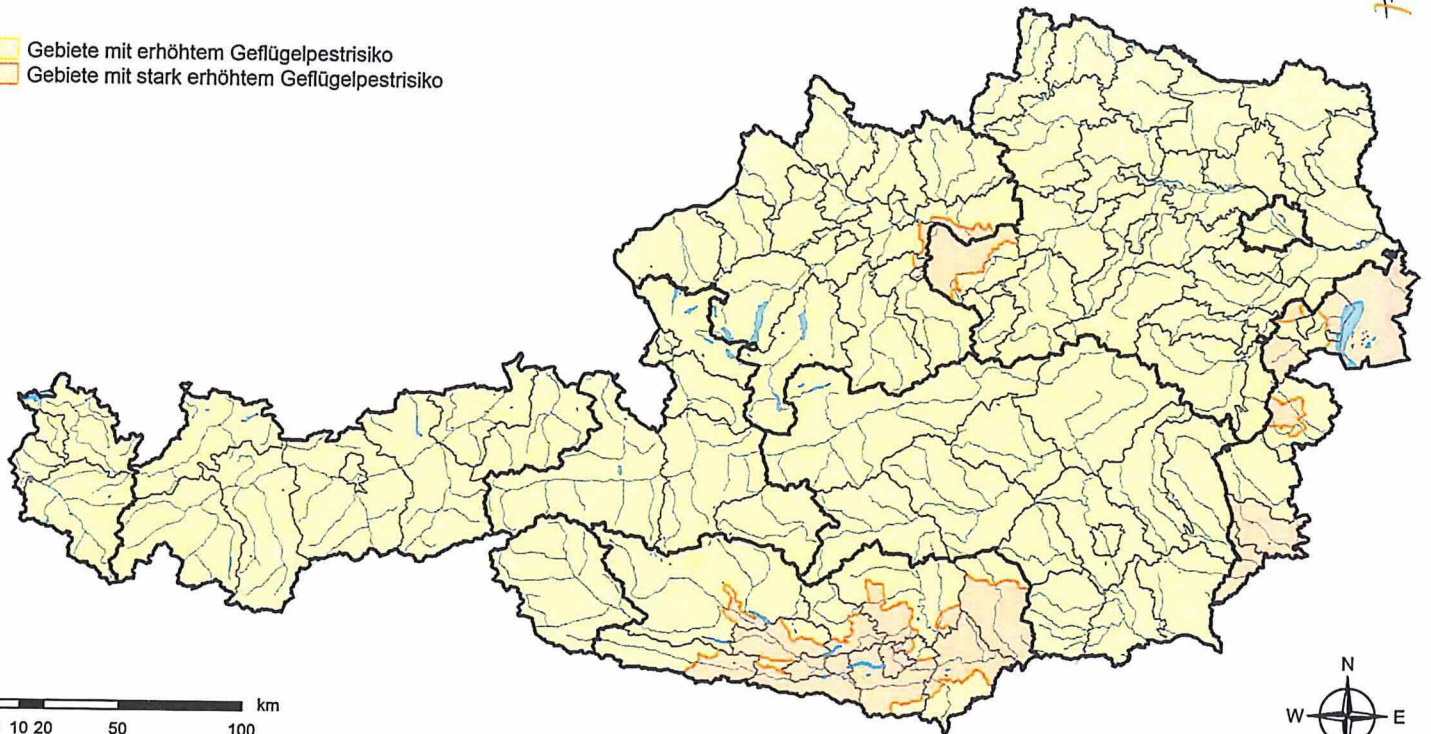 Gebiete mit erhöhtem Geflügelpestrisiko
Gebiete mit stark erhöhtem Geflügelpestrisiko
km
10 20 50 100
N
W E